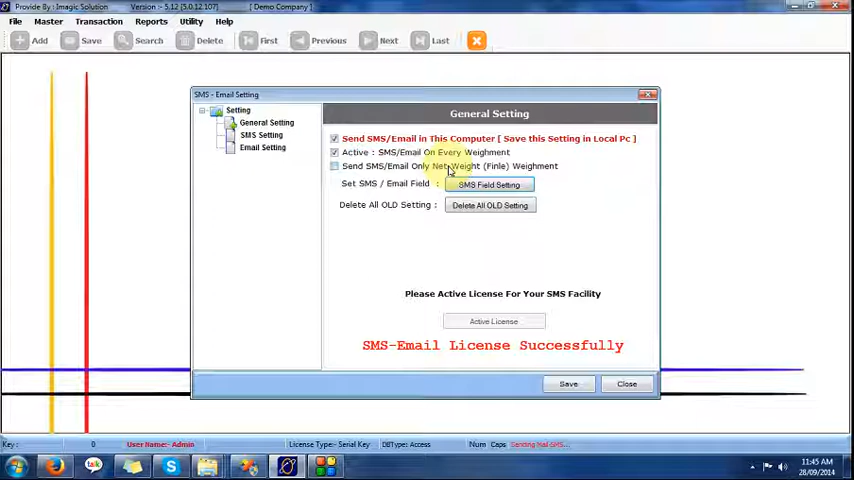 Provide By : Imagic Solution Version :- 5.12 [5.0.12.107] [ Demo Company ]
File Master Transaction Reports Utility Help
Add Save Search Delete First Previous Next Last
SMS - Email Setting
Setting
General Setting
SMS Setting
Email Setting
General Setting
Send SMS/Email in This Computer [ Save this Setting in Local Pc ]
Active : SMS/Email On Every Weighment
Send SMS/Email Only Net Weight (Finle) Weighment
Set SMS / Email Field : SMS Field Setting
Delete All OLD Setting : Delete All OLD Setting
Please Active License For Your SMS Facility
Active License
SMS-Email License Successfully
Save Close
Key : 0 User Name:- Admin License Type:- Serial Key DBType: Access Num Caps Sending Mail-SMS...
talk
11:45 AM
28/09/2014